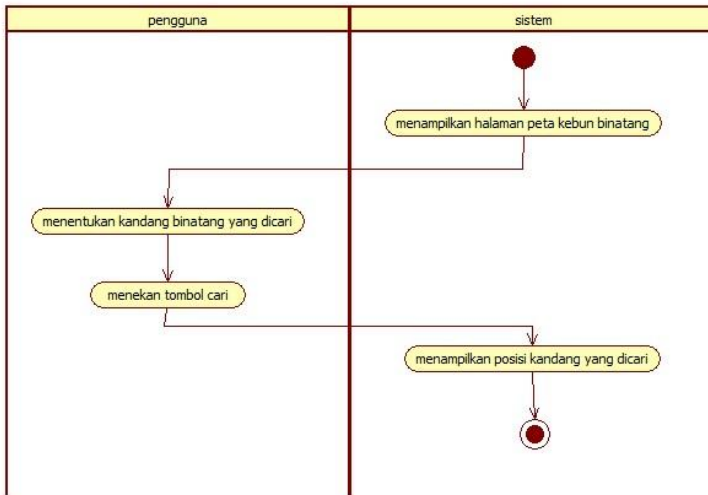 pengguna
sistem
menampilkan halaman peta kebun binatang
menentukan kandang binatang yang dicari
menekan tombol cari
menampilkan posisi kandang yang dicari